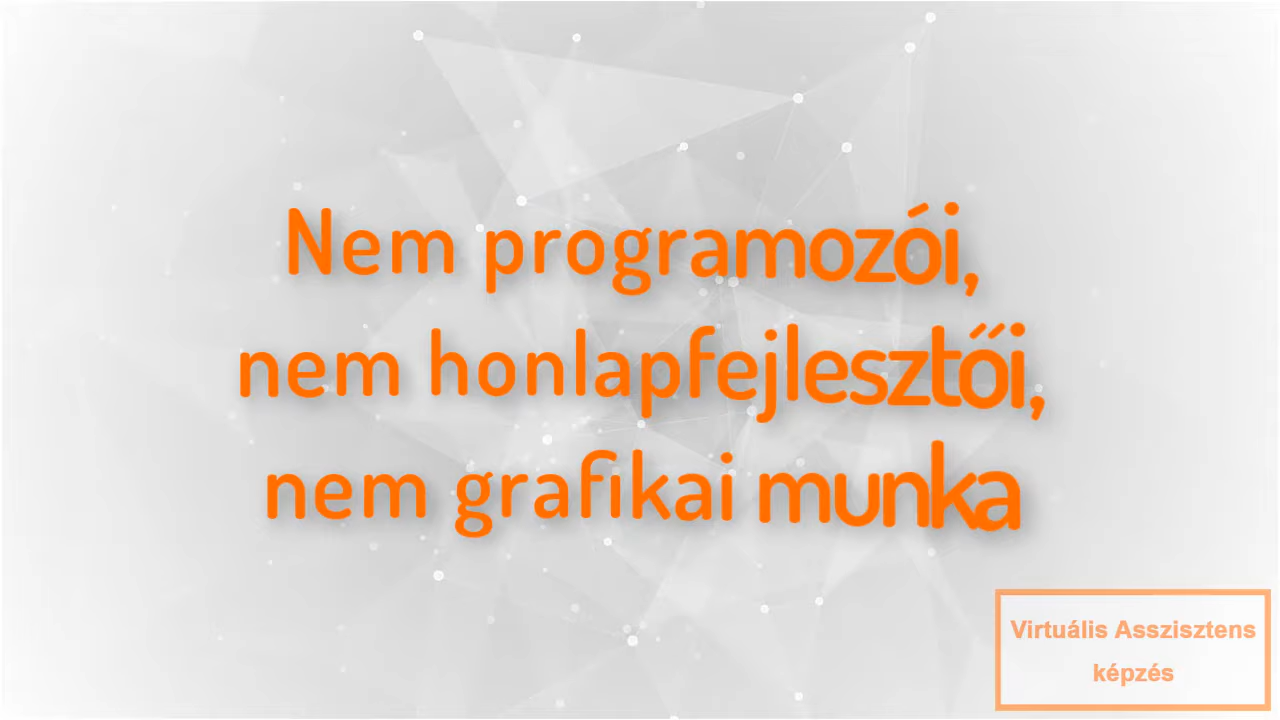 Nem programozói,
nem honlapfejlesztői,
nem grafikai munka
Virtuális Asszisztens
képzés